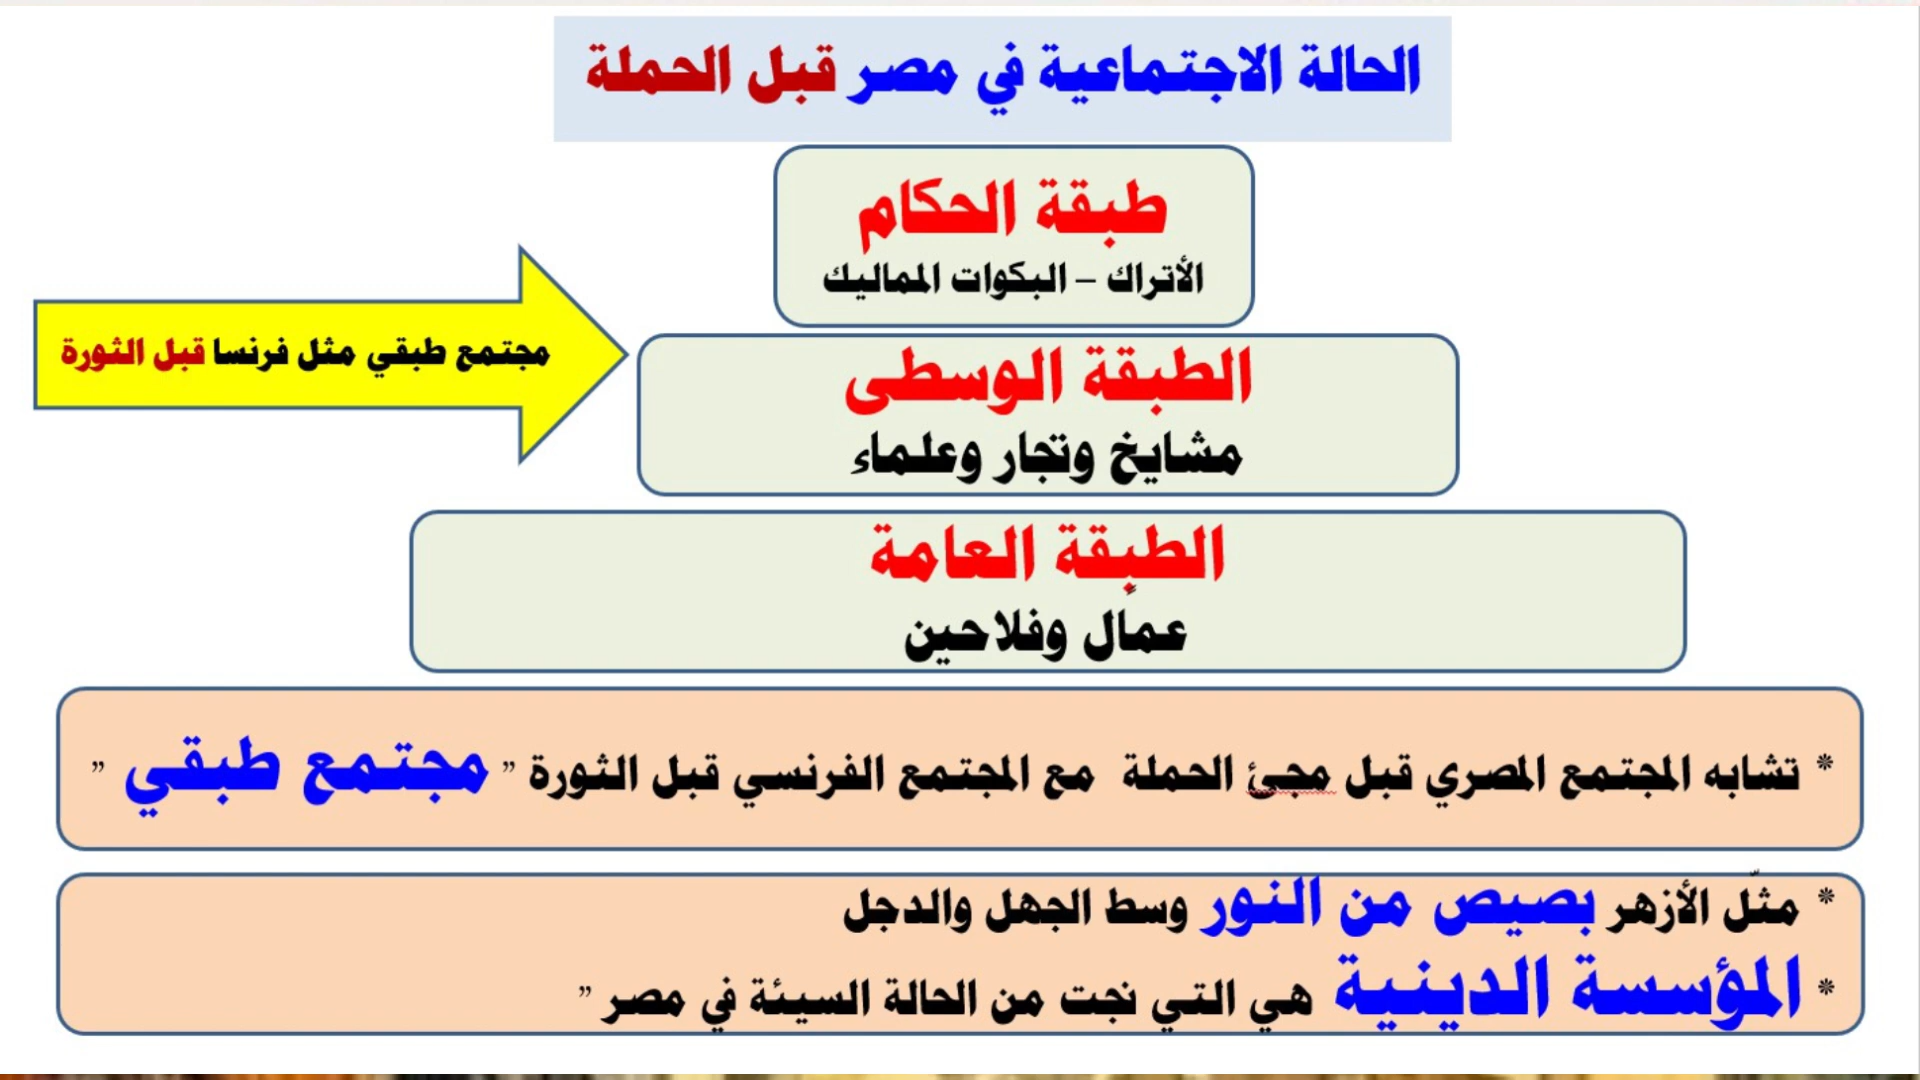 الحالة الاجتماعية في مصر قبل الحملة
طبقة الحكام
الأتراك – البكوات المماليك
مجتمع طبقي مثل فرنسا قبل الثورة
الطبقة الوسطى
مشايخ وتجار وعلماء
الطبقة العامة
عمال وفلاحين
* تشابه المجتمع المصري قبل مجئ الحملة مع المجتمع الفرنسي قبل الثورة " مجتمع طبقي "
* مثّل الأزهر بصيص من النور وسط الجهل والدجل
* المؤسسة الدينية هي التي نجت من الحالة السيئة في مصر "